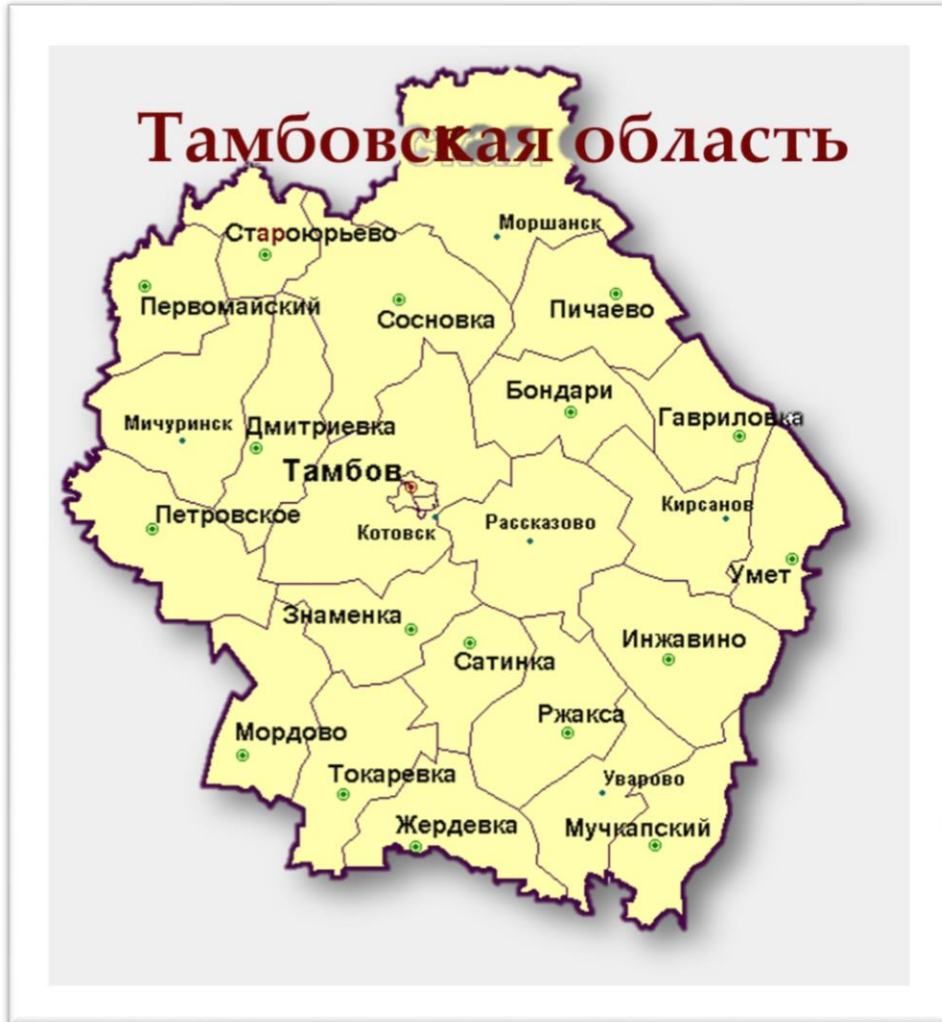 Тамбовская область
Моршанск
Староюрьево
Первомайский
Сосновка
Пичаево
Бондари
Гавриловка
Мичуринск
Дмитриевка
Тамбов
Кирсанов
Петровское
Котовск
Рассказово
Умет
Знаменка
Инжавино
Сатинка
Ржакса
Мордово
Токаревка
Уварово
Жердевка
Мучкапский